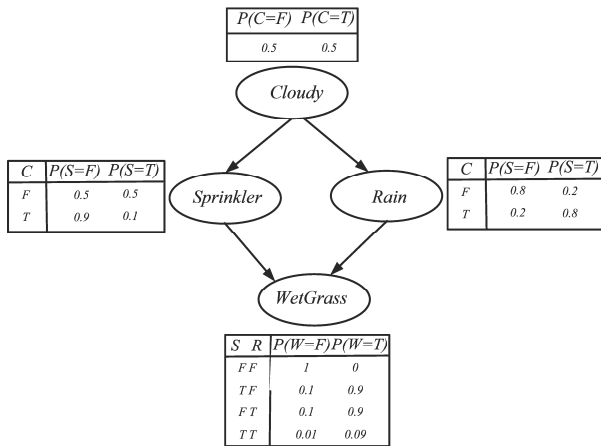 P(C=F) P(C=T)
0.5 0.5
Cloudy
C P(S=F) P(S=T)
F 0.5 0.5
T 0.9 0.1
Sprinkler
Rain
C P(S=F) P(S=T)
F 0.8 0.2
T 0.2 0.8
WetGrass
S R P(W=F) P(W=T)
F F 1 0
T F 0.1 0.9
F T 0.1 0.9
T T 0.01 0.09